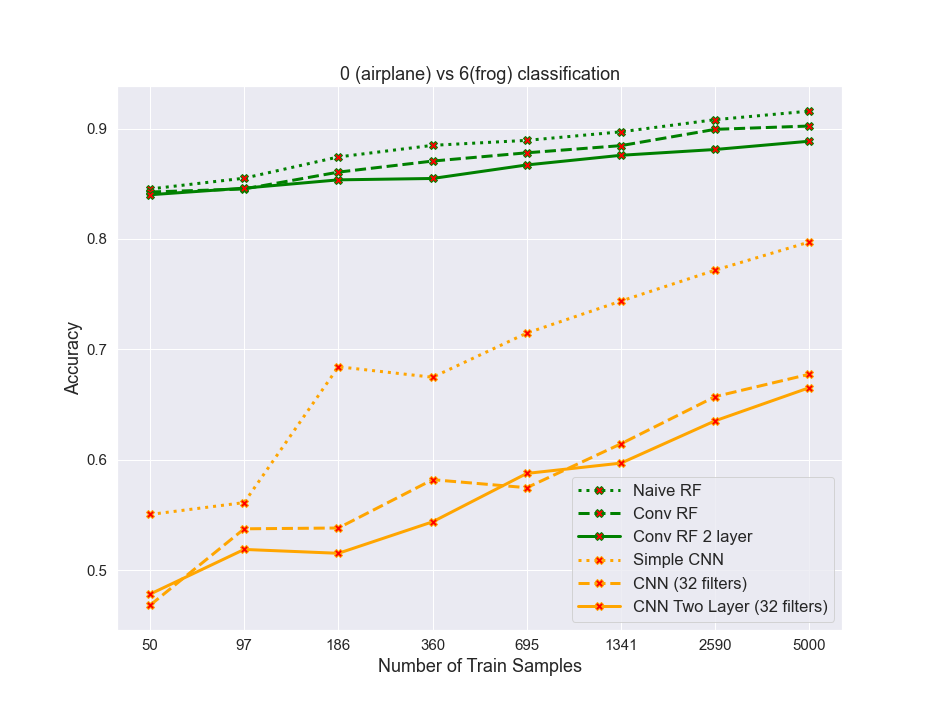 0 (airplane) vs 6(frog) classification
Accuracy
0.9
0.8
0.7
0.6
0.5
Naive RF
Conv RF
Conv RF 2 layer
Simple CNN
CNN (32 filters)
CNN Two Layer (32 filters)
50 97 186 360 695 1341 2590 5000
Number of Train Samples